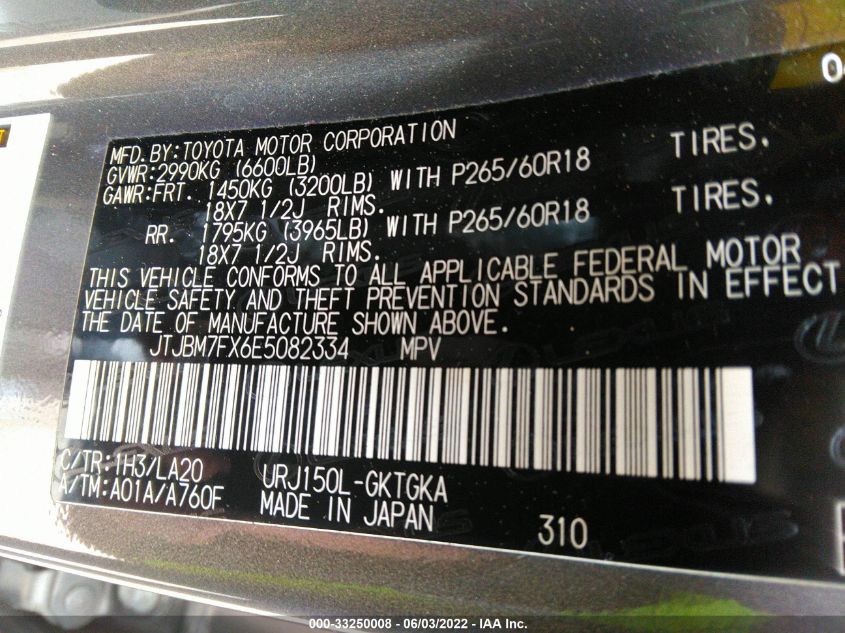 MFD.BY:TOYOTA MOTOR CORPORATION
GVWR:2990KG (6600LB)
GAWR:FRT. 1450KG (3200LB) WITH P265/60R18 TIRES.
18X7 1/2J RIMS.
RR. 1795KG (3965LB) WITH P265/60R18 TIRES.
18X7 1/2J RIMS.
THIS VEHICLE CONFORMS TO ALL APPLICABLE FEDERAL MOTOR
VEHICLE SAFETY AND THEFT PREVENTION STANDARDS IN EFFECT
THE DATE OF MANUFACTURE SHOWN ABOVE.
JTJBM7FX6E5082334 MPV
C/TR:1H3/LA20 URJ150L-GKTGKA
A/TM:A01A/A760F MADE IN JAPAN 310
000-33250008 - 06/03/2022 - IAA Inc.